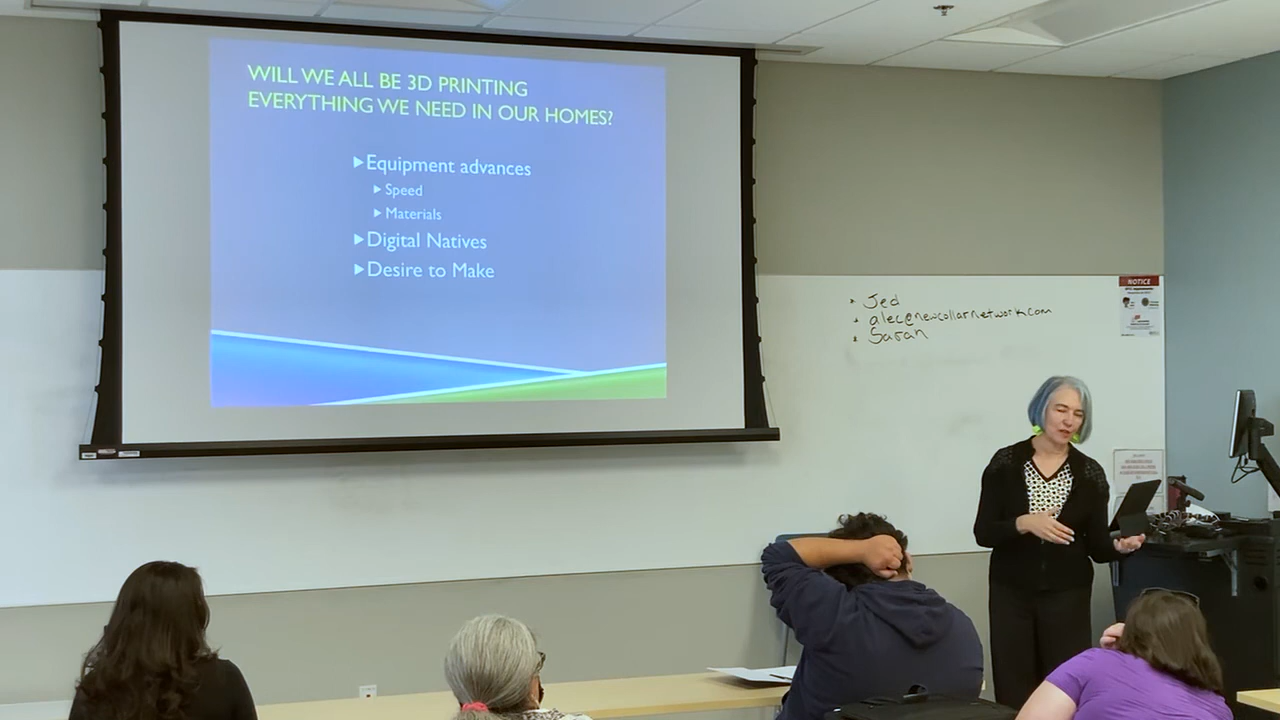 WILL WE ALL BE 3D PRINTING
EVERYTHING WE NEED IN OUR HOMES?
▶Equipment advances
▶Speed
▶Materials
▶Digital Natives
▶Desire to Make
* Jed
* alec@newcollarnetwork.com
* Sarah
NOTICE